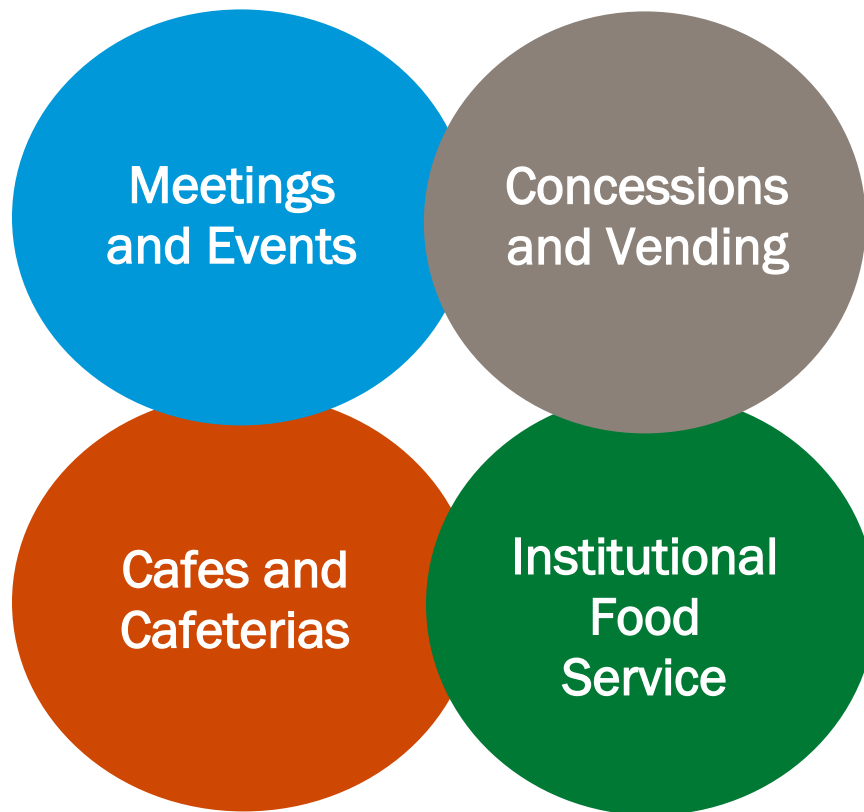 Meetings
and Events
Concessions
and Vending
Cafes and
Cafeterias
Institutional
Food
Service